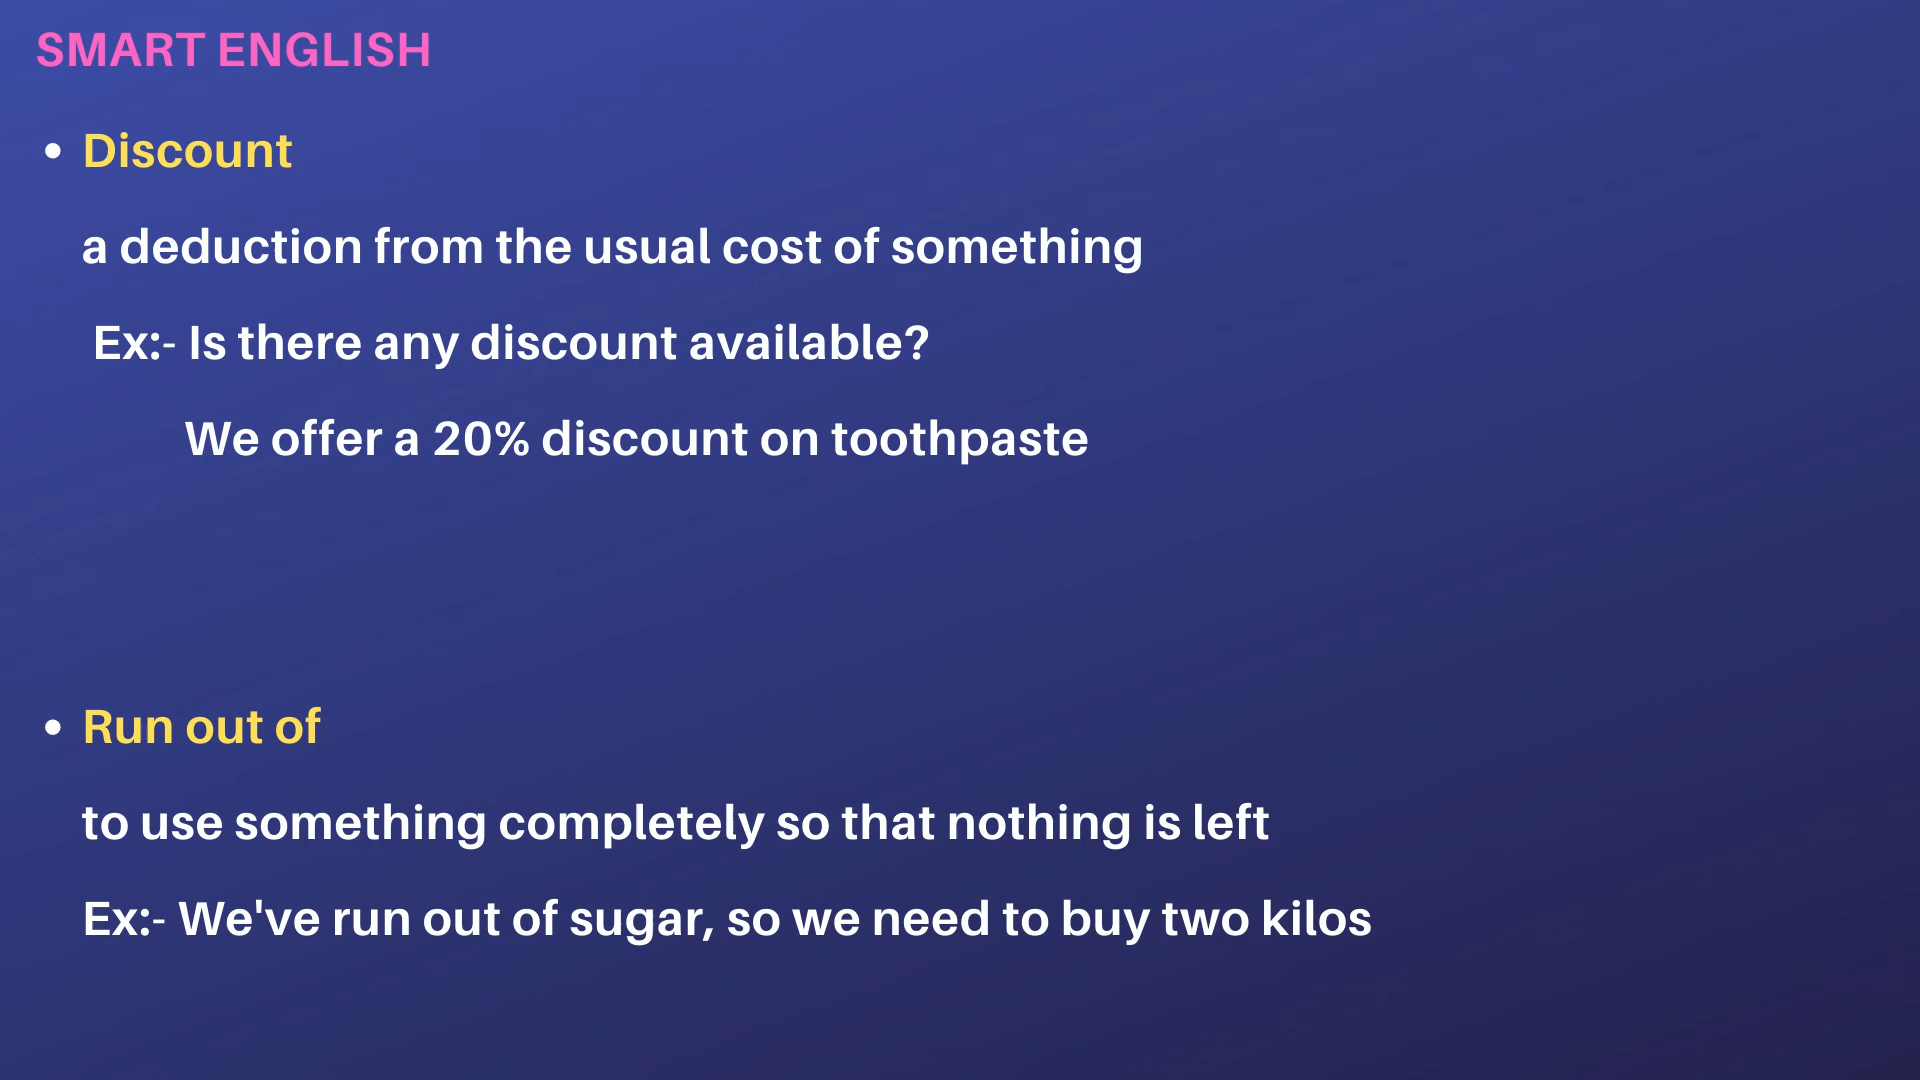 SMART ENGLISH
• Discount
a deduction from the usual cost of something
Ex:- Is there any discount available?
We offer a 20% discount on toothpaste
• Run out of
to use something completely so that nothing is left
Ex:- We've run out of sugar, so we need to buy two kilos